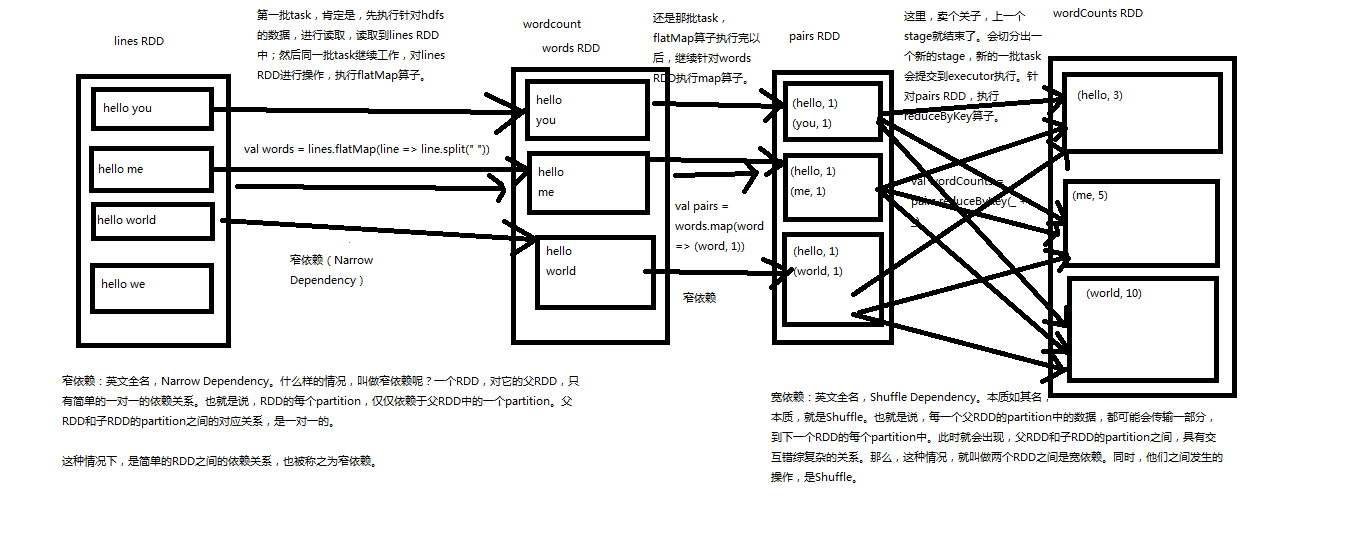 lines RDD
hello you
hello me
hello world
hello we
第一批task，肯定是，先执行针对hdfs
的数据，进行读取，读取到lines RDD
中；然后同一批task继续工作，对lines
RDD进行操作，执行flatMap算子。
val words = lines.flatMap(line => line.split(" "))
窄依赖（Narrow
Dependency）
wordcount
words RDD
hello
you
hello
me
hello
world
还是那批task，
flatMap算子执行完以
后，继续针对words
RDD执行map算子。
val pairs =
words.map(word
=> (word, 1))
窄依赖
pairs RDD
(hello, 1)
(you, 1)
(hello, 1)
(me, 1)
(hello, 1)
(world, 1)
这里，卖个关子，上一个
stage就结束了。会切分出一
个新的stage，新的一批task
会提交到executor执行。针
对pairs RDD，执行
reduceByKey算子。
val wordCounts =
pairs.reduceByKey(_ +
wordCounts RDD
(hello, 3)
(me, 5)
(world, 10)
窄依赖：英文全名，Narrow Dependency。什么样的情况，叫做窄依赖呢？一个RDD，对它的父RDD，只
有简单的一对一的依赖关系。也就是说，RDD的每个partition，仅仅依赖于父RDD中的一个partition。父
RDD和子RDD的partition之间的对应关系，是一对一的。
这种情况下，是简单的RDD之间的依赖关系，也被称之为窄依赖。
宽依赖：英文全名，Shuffle Dependency。本质如其名，
本质，就是Shuffle。也就是说，每一个父RDD的partition中的数据，都可能会传输一部分，
到下一个RDD的每个partition中。此时就会出现，父RDD和子RDD的partition之间，具有交
互错综复杂的关系。那么，这种情况，就叫做两个RDD之间是宽依赖。同时，他们之间发生的
操作，是Shuffle。